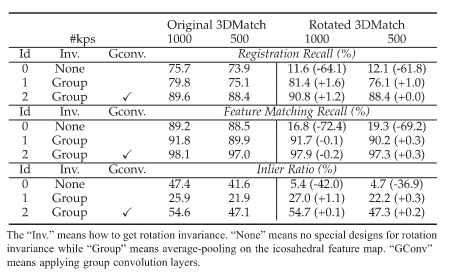 Original 3DMatch Rotated 3DMatch
#kps 1000 500 1000 500
Id Inv. Gconv. Registration Recall (%)
0 None 75.7 73.9 11.6 (-64.1) 12.1 (-61.8)
1 Group 79.8 75.1 81.4 (+1.6) 76.1 (+1.0)
2 Group ✓ 89.6 88.4 90.8 (+1.2) 88.4 (+0.0)
Id Inv. Gconv. Feature Matching Recall (%)
0 None 89.2 88.5 16.8 (-72.4) 19.3 (-69.2)
1 Group 91.8 89.9 91.7 (-0.1) 90.2 (+0.3)
2 Group ✓ 98.1 97.0 97.9 (-0.2) 97.3 (+0.3)
Id Inv. Gconv. Inlier Ratio (%)
0 None 47.4 41.6 5.4 (-42.0) 4.7 (-36.9)
1 Group 25.9 21.9 27.0 (+1.1) 22.2 (+0.3)
2 Group ✓ 54.6 47.1 54.7 (+0.1) 47.3 (+0.2)
The “Inv.” means how to get rotation invariance. “None” means no special designs for rotation
invariance while “Group” means average-pooling on the icosahedral feature map. “GConv”
means applying group convolution layers.